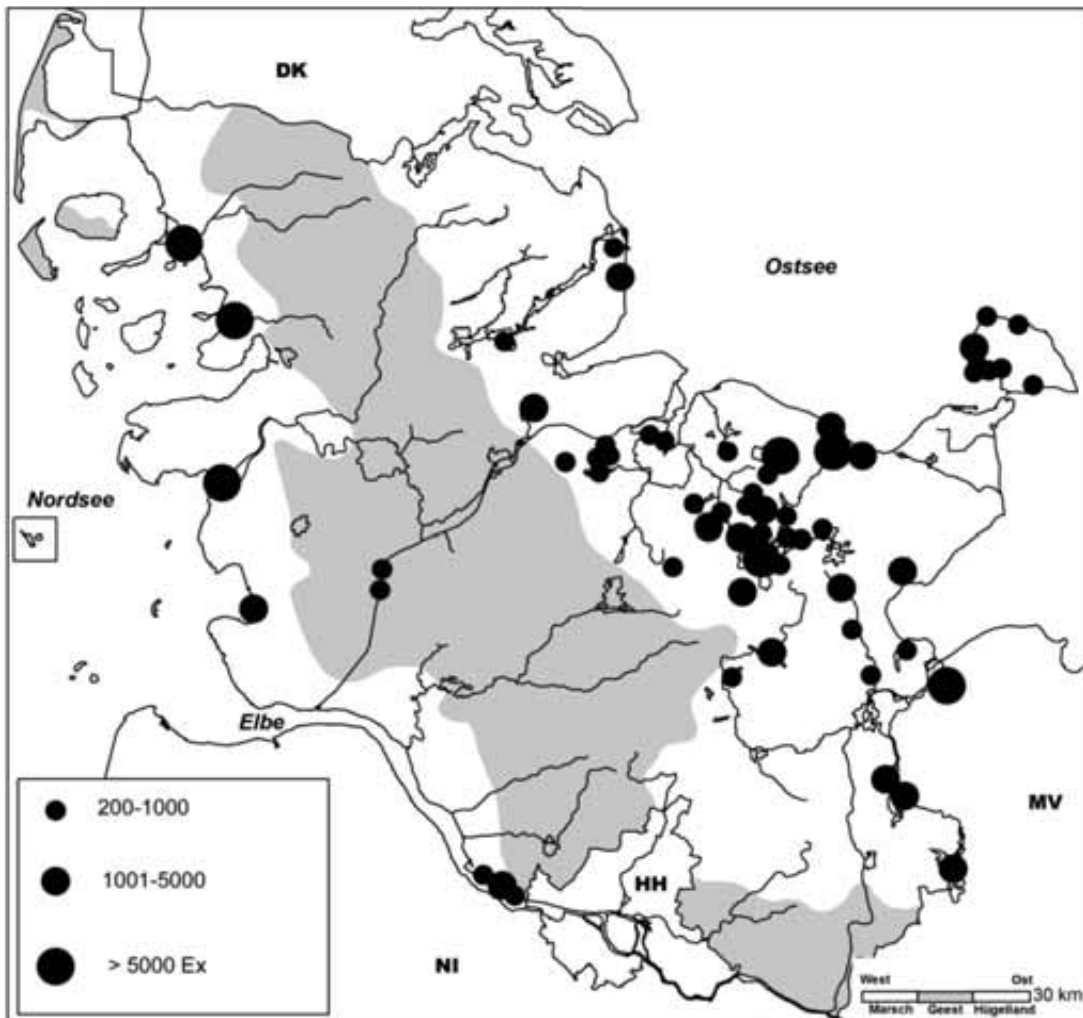 DK
Ostsee
Nordsee
Elbe
HH
MV
NI
200-1000
1001-5000
> 5000 Ex
West Ost
30 km
Marsch Geest Hügelland